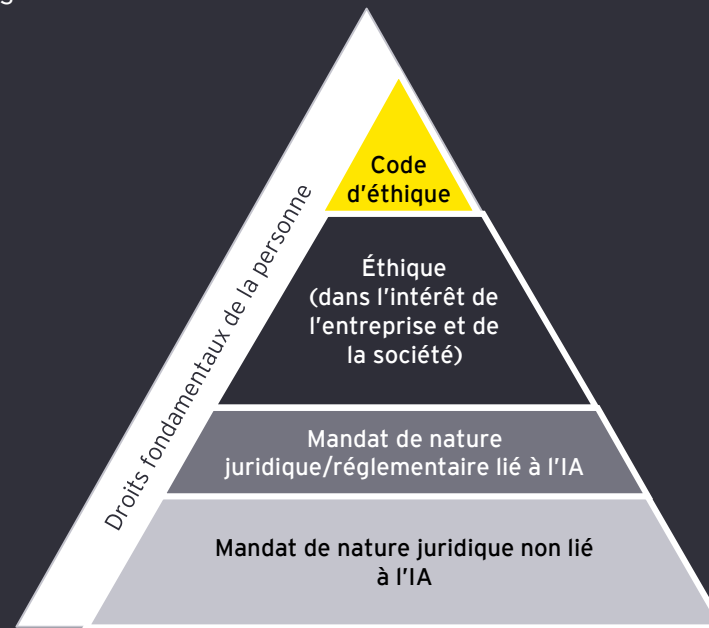 Code
d’éthique
Éthique
(dans l’intérêt de
l’entreprise et de
la société)
Mandat de nature
juridique/réglementaire lié à l’IA
Mandat de nature juridique non lié
à l’IA
Droits fondamentaux de la personne